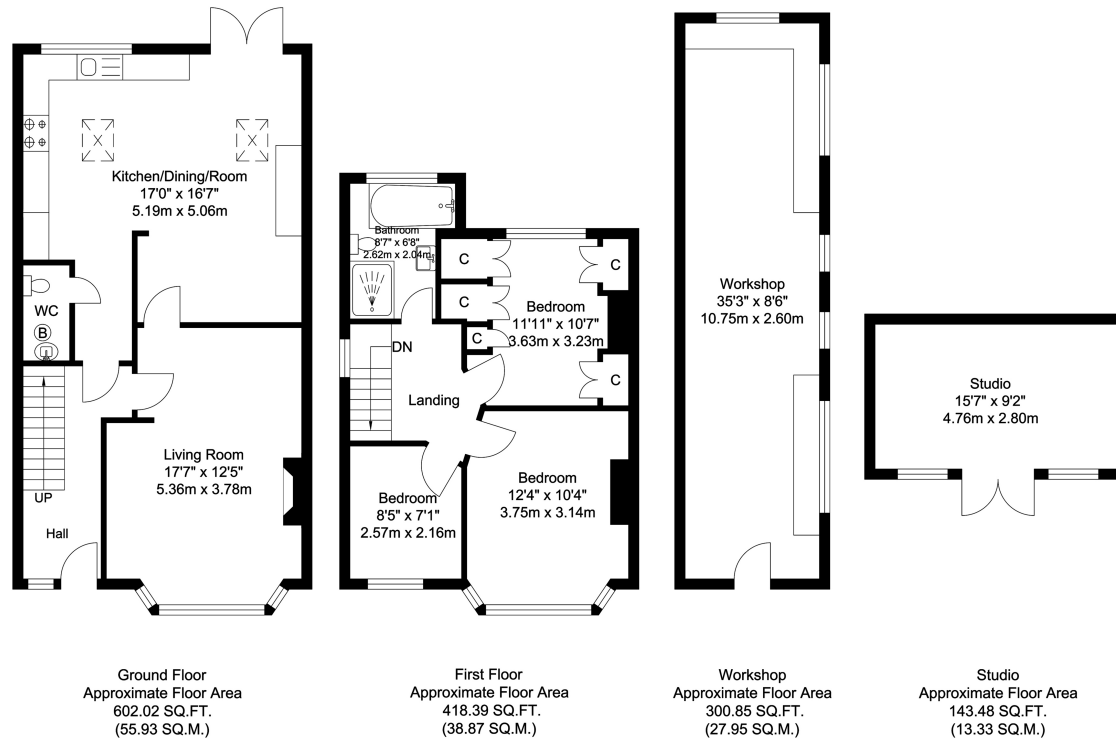 Kitchen/Dining/Room
17'0" x 16'7"
5.19m x 5.06m
WC
B
UP
Hall
Living Room
17'7" x 12'5"
5.36m x 3.78m
Ground Floor
Approximate Floor Area
602.02 SQ.FT.
(55.93 SQ.M.)
Bathroom
8'7" x 6'8"
2.62m x 2.04m
C
C
C
C
C
Bedroom
11'11" x 10'7"
3.63m x 3.23m
DN
Landing
Bedroom
8'5" x 7'1"
2.57m x 2.16m
Bedroom
12'4" x 10'4"
3.75m x 3.14m
First Floor
Approximate Floor Area
418.39 SQ.FT.
(38.87 SQ.M.)
Workshop
35'3" x 8'6"
10.75m x 2.60m
Workshop
Approximate Floor Area
300.85 SQ.FT.
(27.95 SQ.M.)
Studio
15'7" x 9'2"
4.76m x 2.80m
Studio
Approximate Floor Area
143.48 SQ.FT.
(13.33 SQ.M.)